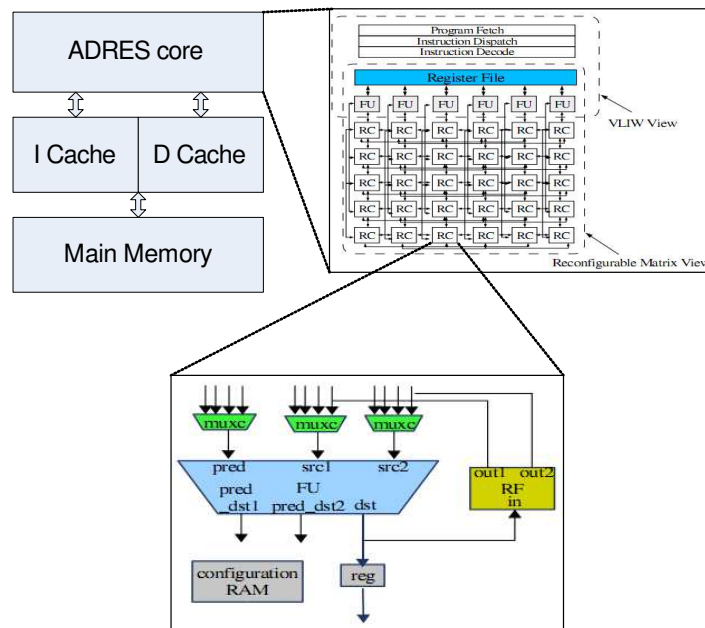 ADRES core
I Cache
D Cache
Main Memory
Program Fetch
Instruction Dispatch
Instruction Decode
Register File
FU FU FU FU FU FU
RC RC RC RC RC RC
RC RC RC RC RC RC
RC RC RC RC RC RC
RC RC RC RC RC RC
RC RC RC RC RC RC
VLIW View
Reconfigurable Matrix View
muxc muxc muxc
pred src1 src2
FU
pred
_dst1 pred_dst2 dst
out1 out2
RF
in
configuration
RAM
reg